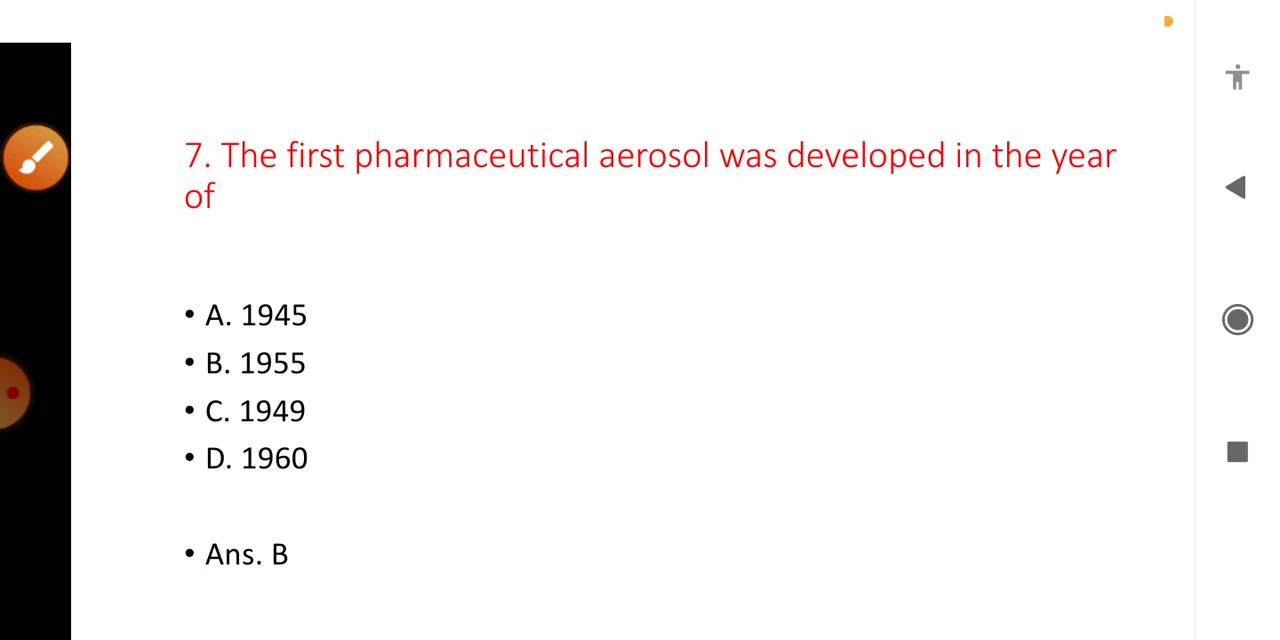 7. The first pharmaceutical aerosol was developed in the year
of
• A. 1945
• B. 1955
• C. 1949
• D. 1960
• Ans. B